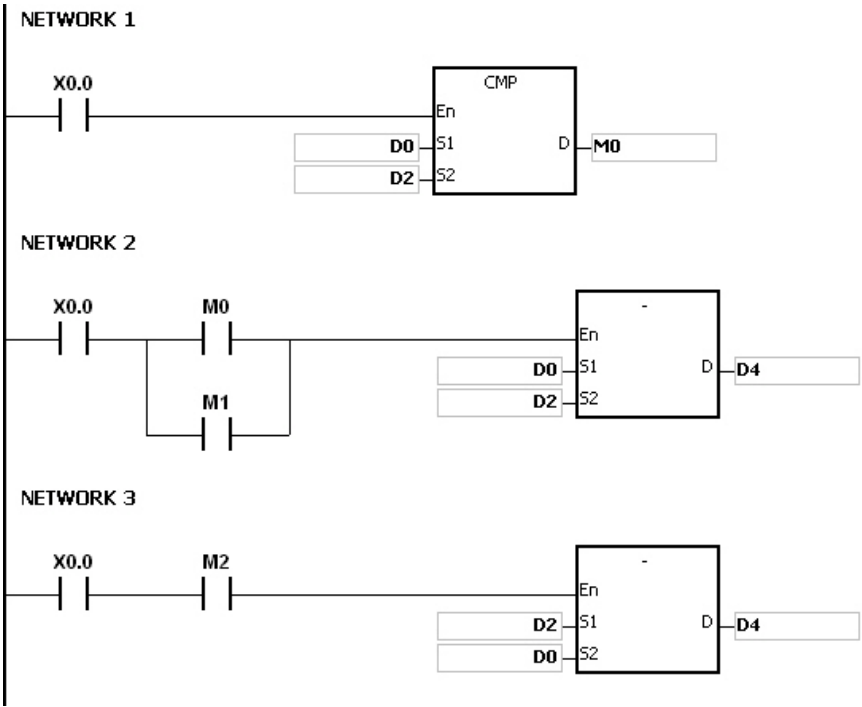 NETWORK 1
X0.0
CMP
En
D0 S1 D M0
D2 S2
NETWORK 2
X0.0 M0
-
En
D0 S1 D D4
D2 S2
M1
NETWORK 3
X0.0 M2
-
En
D2 S1 D D4
D0 S2